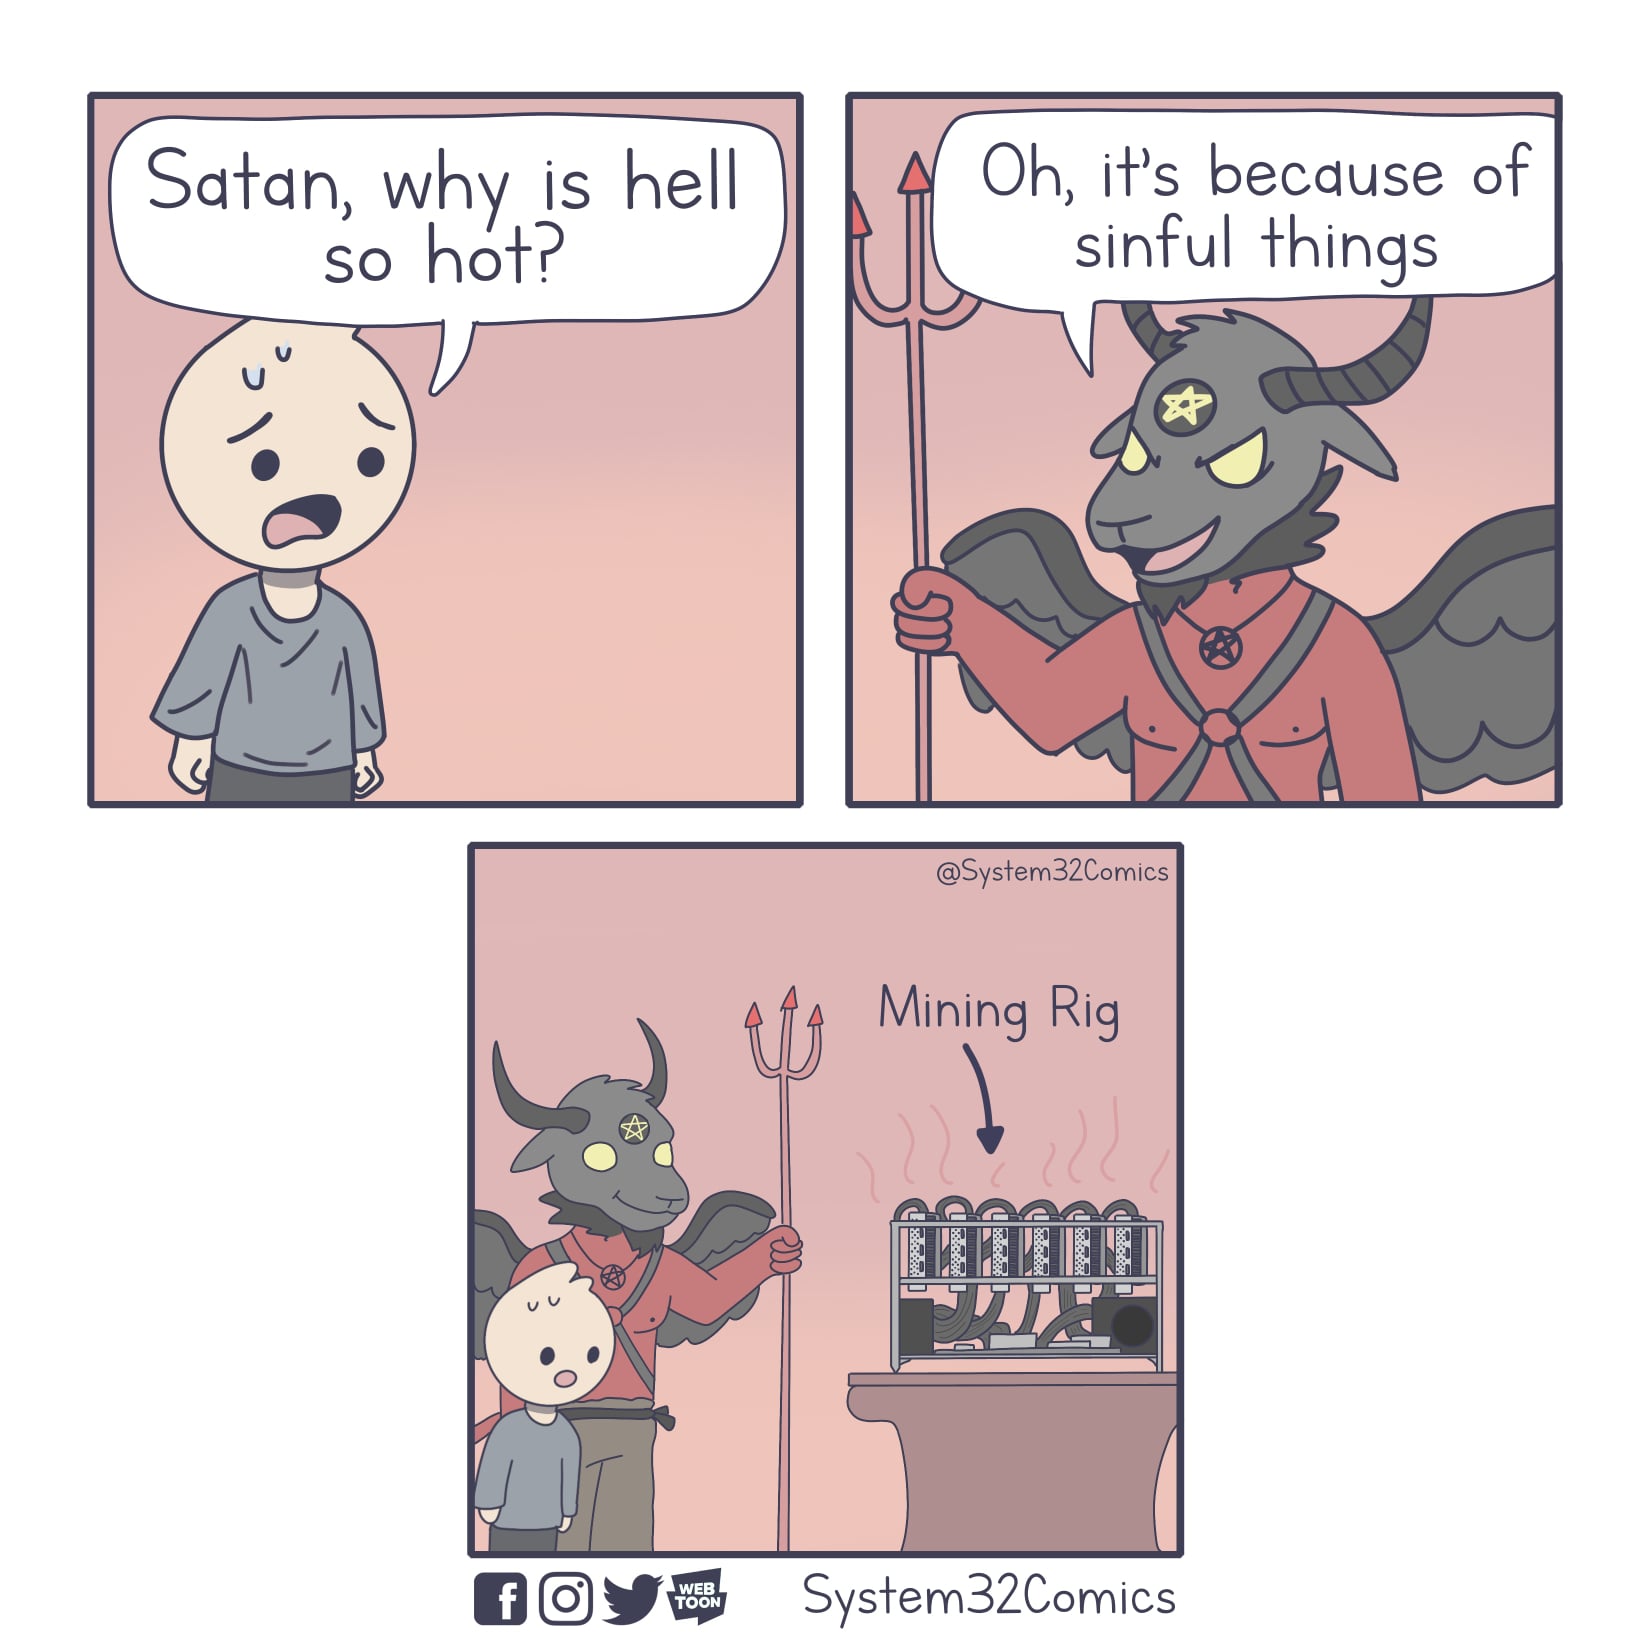 Satan, why is hell
so hot?
Oh, it's because of
sinful things
@System32Comics
Mining Rig
f
WEB
TOON
System32Comics